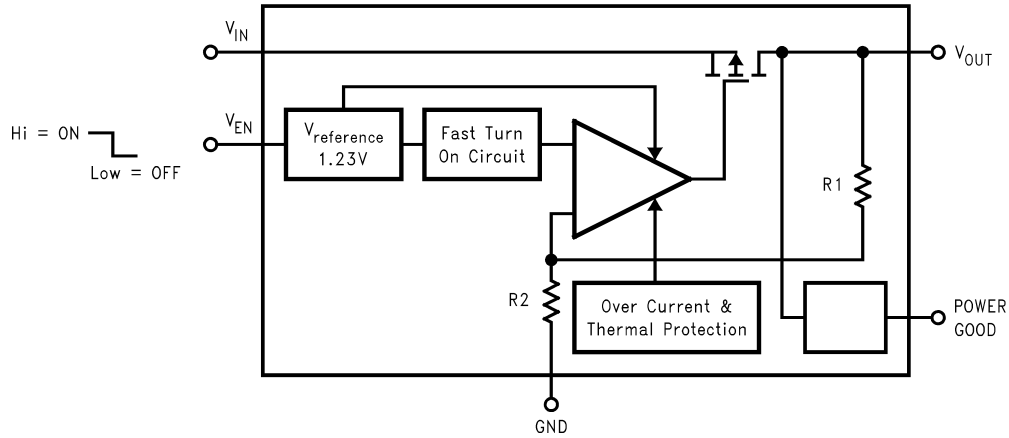 VIN
VOUT
VEN
Hi = ON
Low = OFF
Vreference
1.23V
Fast Turn
On Circuit
R1
R2
Over Current &
Thermal Protection
POWER
GOOD
GND